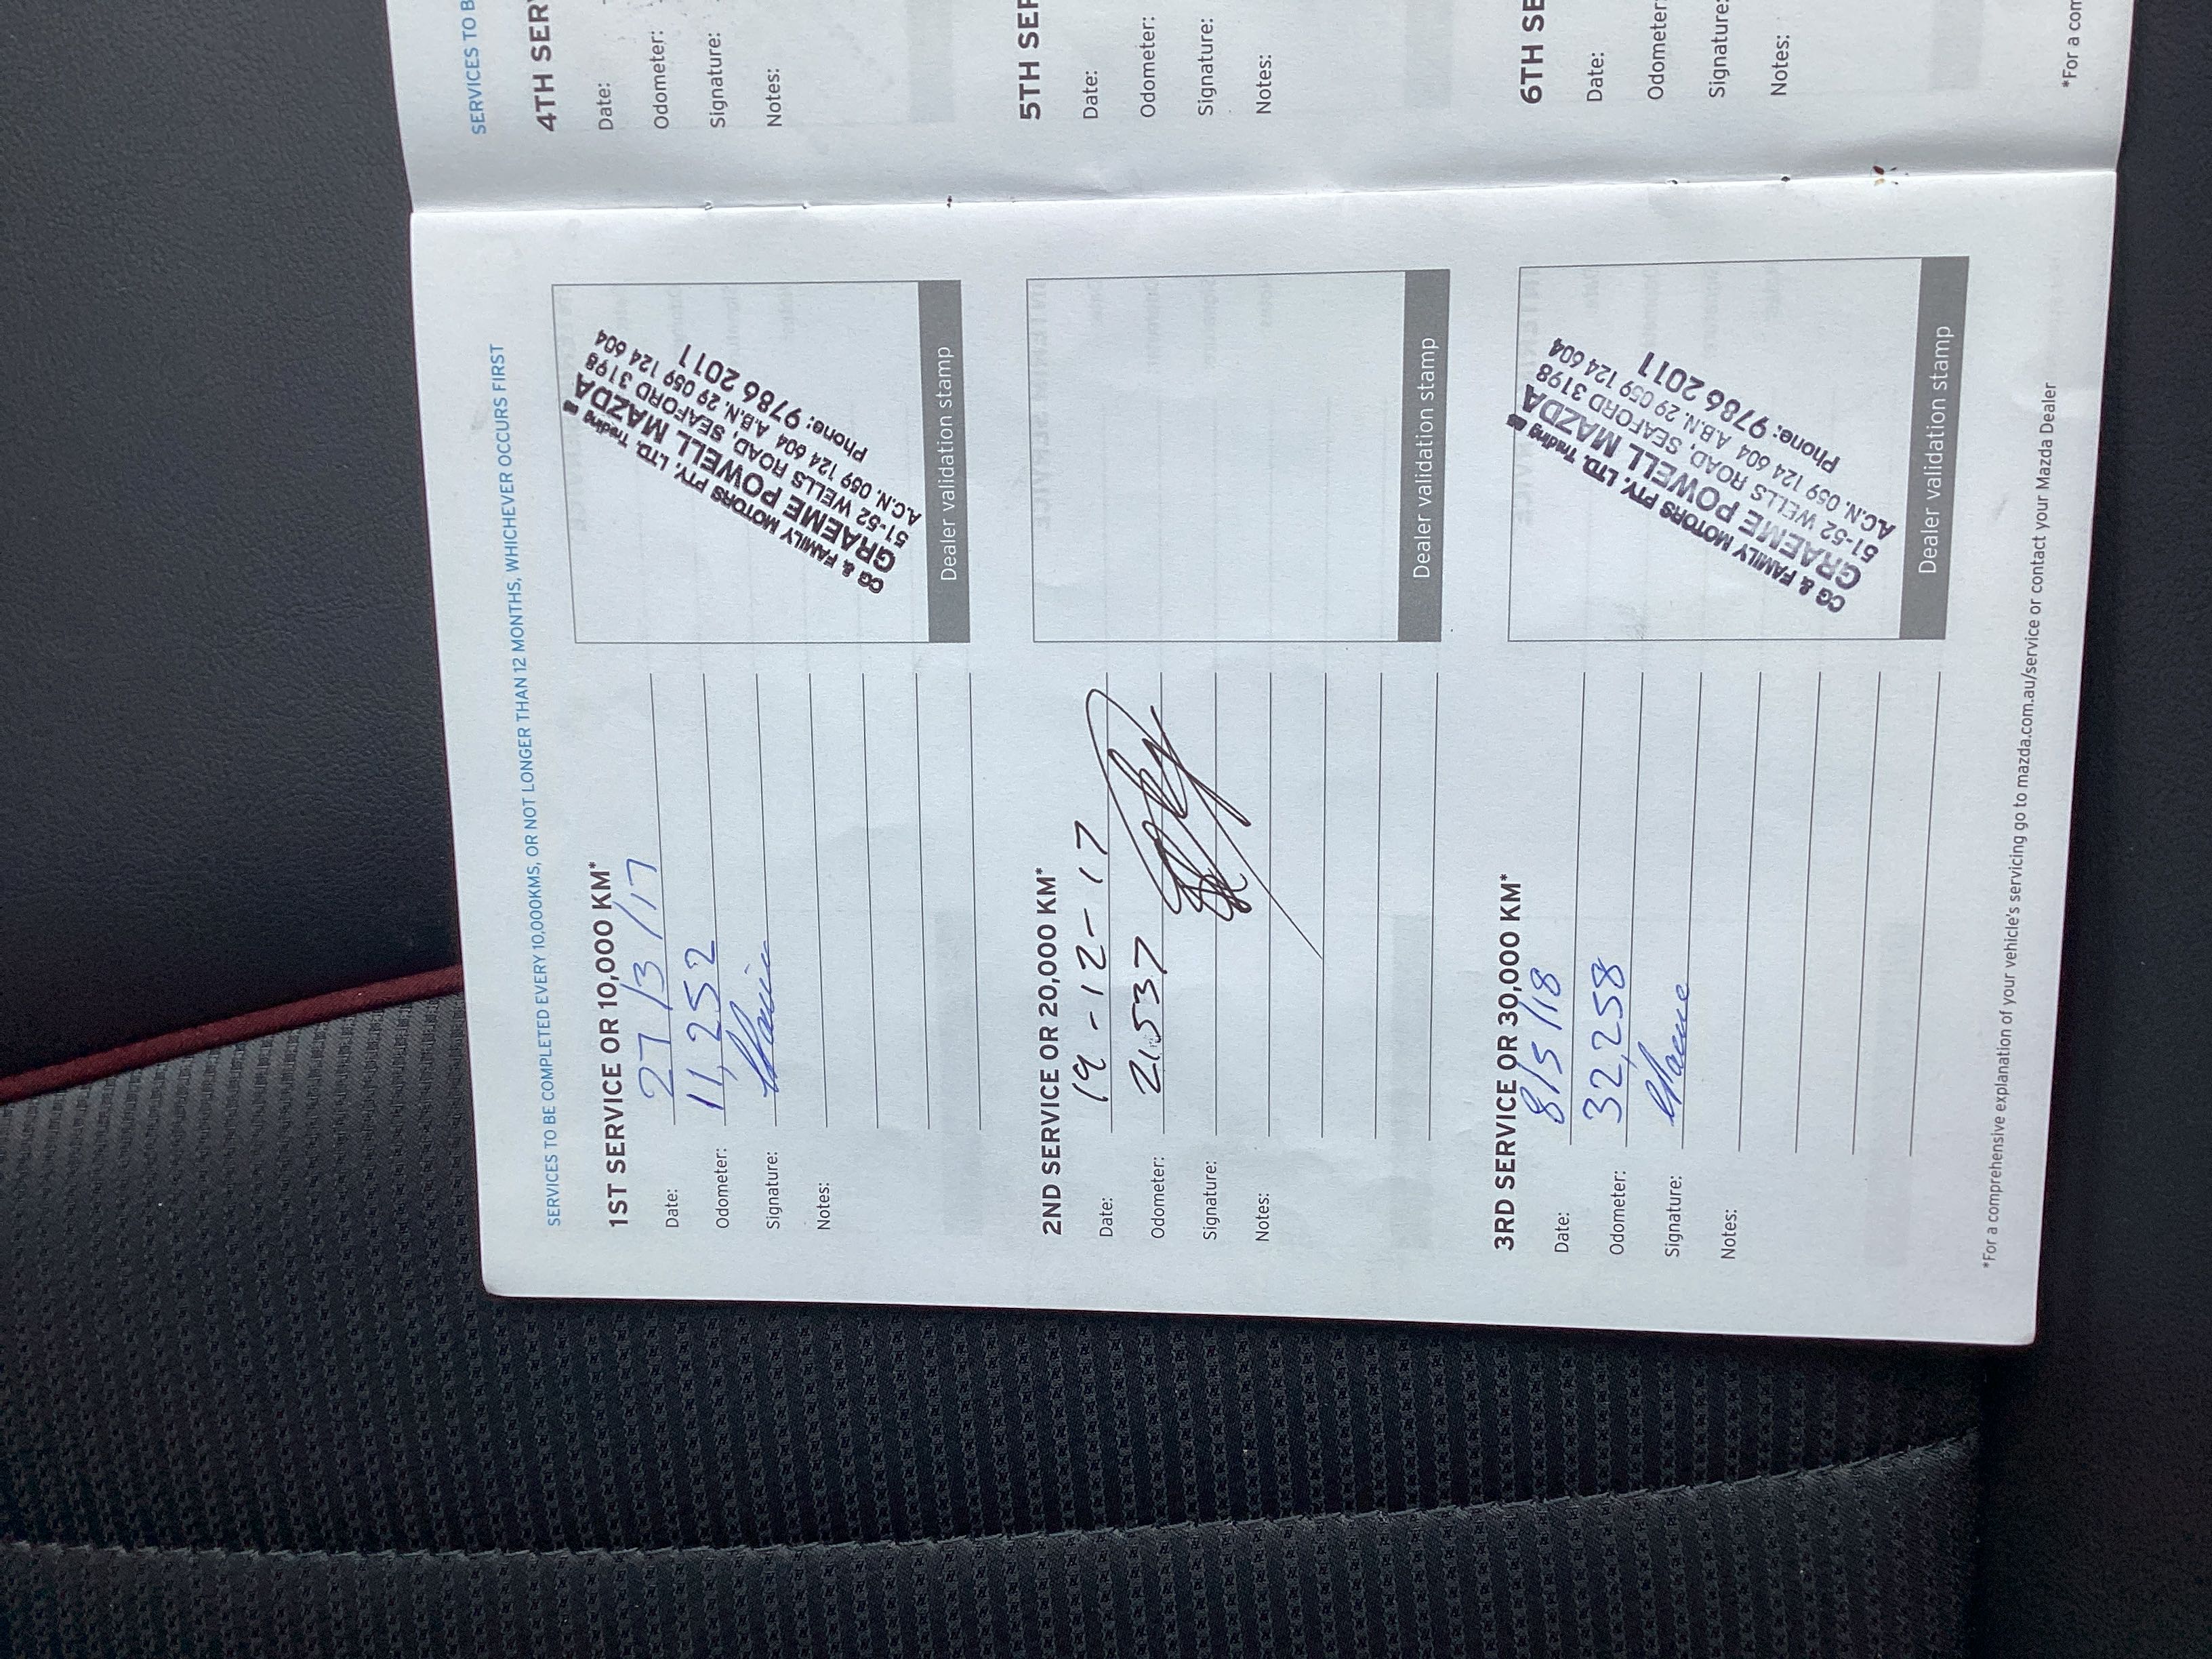 SERVICES TO BE COMPLETED EVERY 10,000KMS, OR NOT LONGER THAN 12 MONTHS, WHICHEVER OCCURS FIRST
1ST SERVICE OR 10,000 KM*
Date: 27/3/17
Odometer: 11,252
Signature:
Notes:
CG & FAMILY MOTORS PTY. LTD. Trading as
GRAEME POWELL MAZDA
51-52 WELLS ROAD, SEAFORD 3198
A.C.N. 059 124 604 A.B.N. 29 059 124 604
Phone: 9786 2011
Dealer validation stamp
2ND SERVICE OR 20,000 KM*
Date: 19-12-17
Odometer: 21,537
Signature:
Notes:
Dealer validation stamp
3RD SERVICE OR 30,000 KM*
Date: 8/5/18
Odometer: 32,258
Signature:
Notes:
CG & FAMILY MOTORS PTY. LTD. Trading as
GRAEME POWELL MAZDA
51-52 WELLS ROAD, SEAFORD 3198
A.C.N. 059 124 604 A.B.N. 29 059 124 604
Phone: 9786 2011
Dealer validation stamp
*For a comprehensive explanation of your vehicle's servicing go to mazda.com.au/service or contact your Mazda Dealer
SERVICES TO B
4TH SER
Date:
Odometer:
Signature:
Notes:
5TH SER
Date:
Odometer:
Signature:
Notes:
6TH SE
Date:
Odometer:
Signature:
Notes:
*For a com